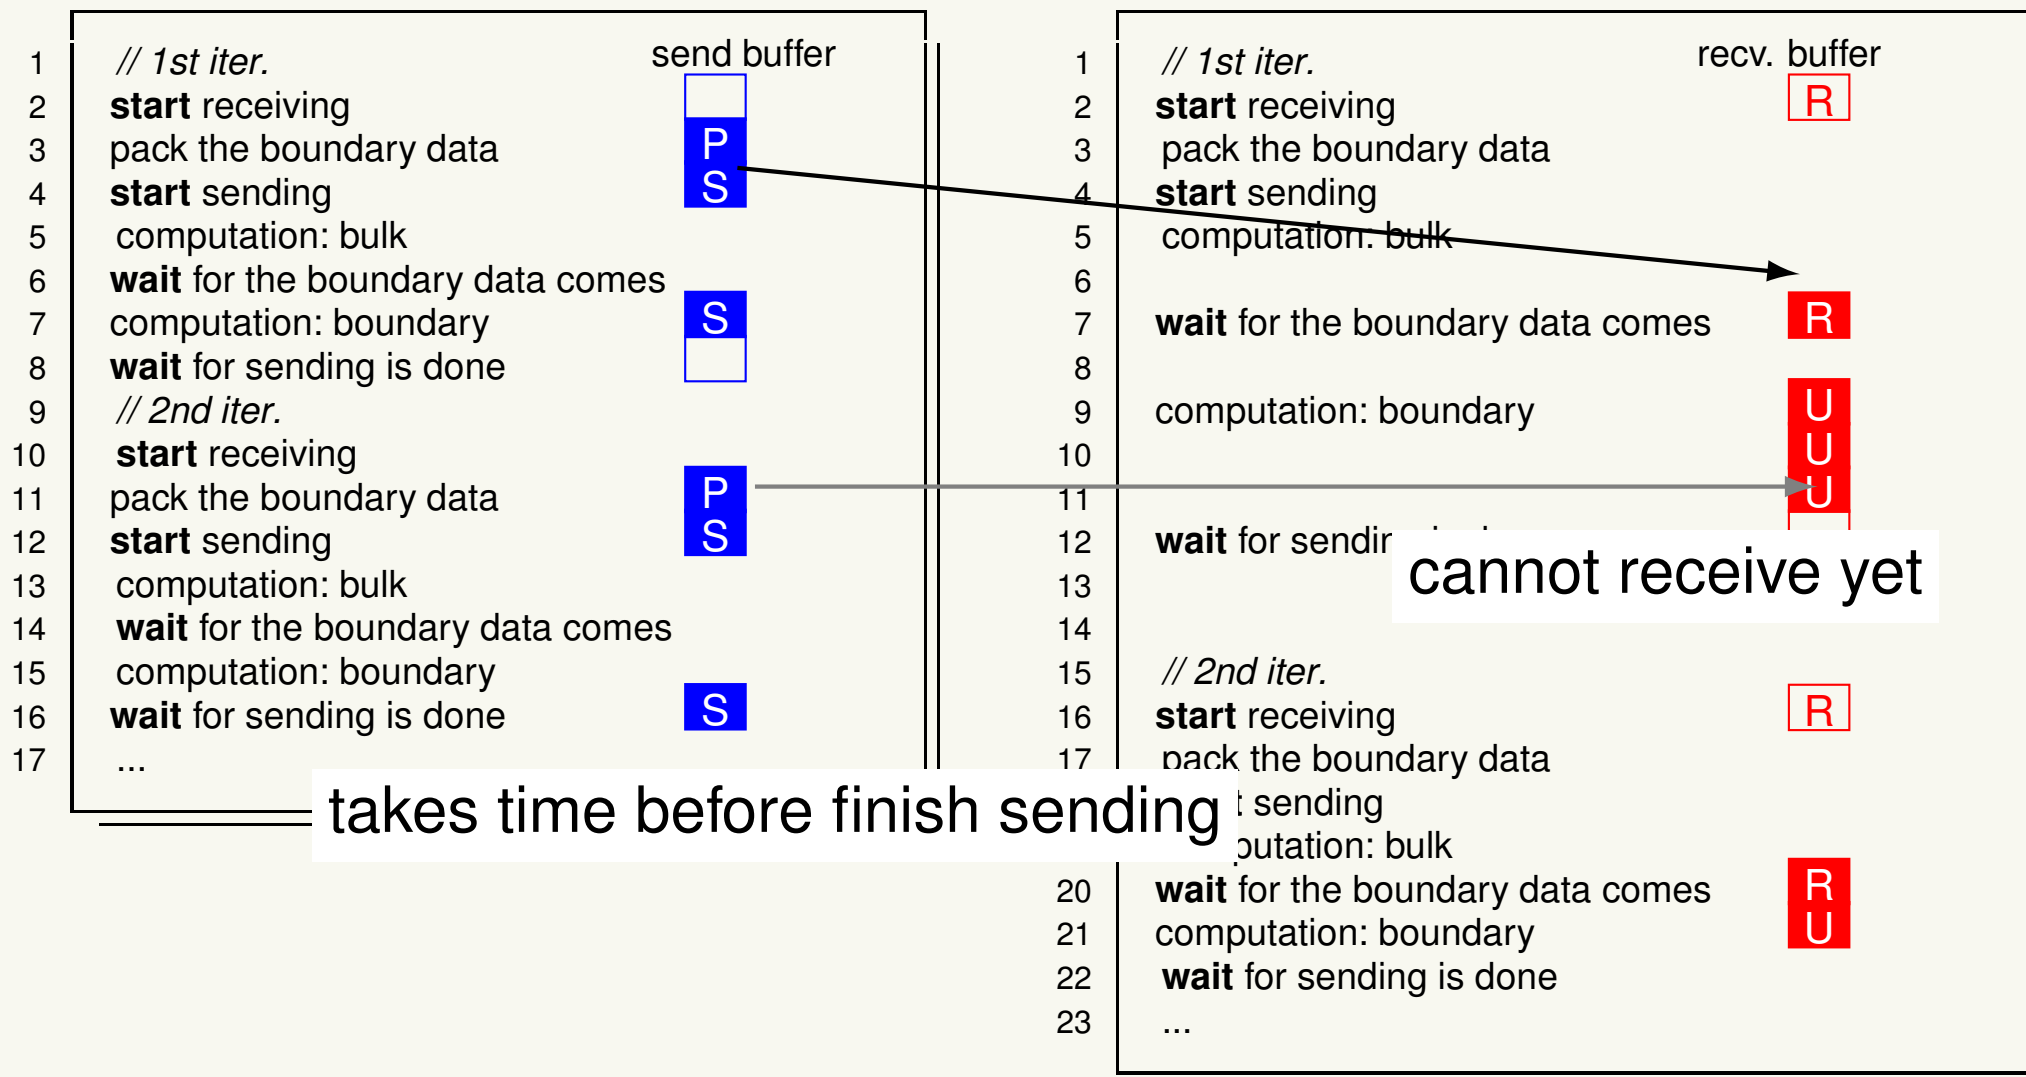 send buffer
1 // 1st iter.
2 start receiving
3 pack the boundary data P
4 start sending S
5 computation: bulk
6 wait for the boundary data comes
7 computation: boundary S
8 wait for sending is done
9 // 2nd iter.
10 start receiving
11 pack the boundary data P
12 start sending S
13 computation: bulk
14 wait for the boundary data comes
15 computation: boundary
16 wait for sending is done S
17 ...
takes time before finish sending
recv. buffer
1 // 1st iter.
2 start receiving R
3 pack the boundary data
4 start sending
5 computation: bulk
6
7 wait for the boundary data comes R
8
9 computation: boundary U
10 U
11 U
12 wait for
cannot receive yet
13
14
15 // 2nd iter.
16 start receiving R
17 pack the boundary data
sending
bulk
20 wait for the boundary data comes R
21 computation: boundary U
22 wait for sending is done
23 ...